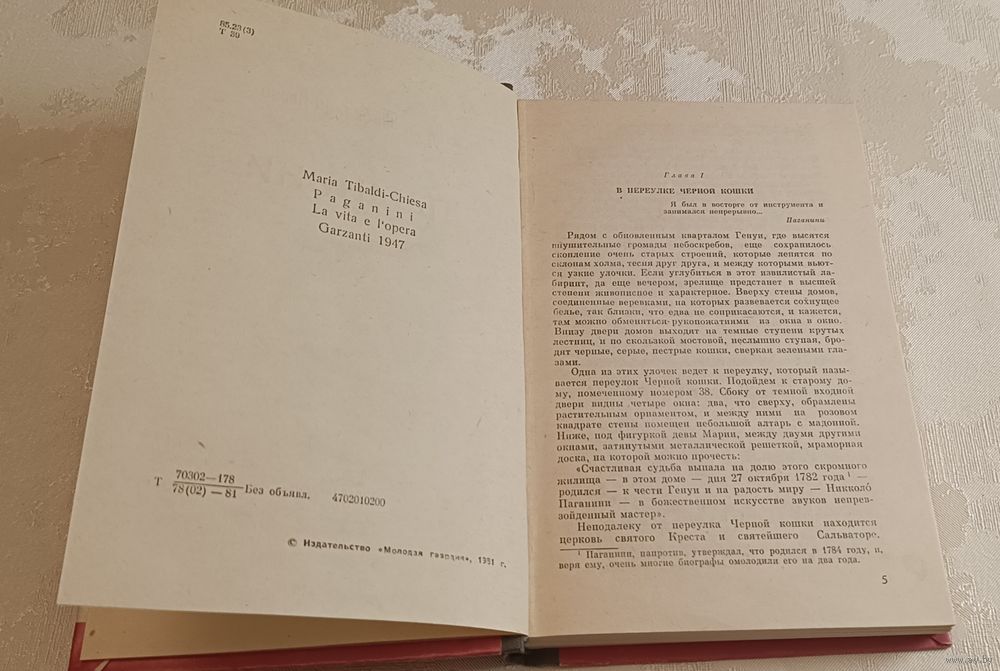 85.23(3)
Т 39
Maria Tibaldi-Chiesa
Paganini
La vita e l'opera
Garzanti 1947
Т 70302—178
78(02)—81 Без объявл. 4702010200
© Издательство «Молодая гвардия», 1981 г.
Глава I
В ПЕРЕУЛКЕ ЧЕРНОЙ КОШКИ
Я был в восторге от инструмента и
занимался непрерывно...
Паганини
Рядом с обновленным кварталом Генуи, где высятся
внушительные громады небоскребов, еще сохранилось
скопление очень старых строений, которые лепятся по
склонам холма, тесня друг друга, и между которыми вьют-
ся узкие улочки. Если углубиться в этот извилистый ла-
биринт, да еще вечером, зрелище предстанет в высшей
степени живописное и характерное. Вверху стены домов,
соединенные веревками, на которых развевается сохнущее
белье, так близки, что едва не соприкасаются, и кажется,
там можно обменяться рукопожатиями из окна в окно.
Внизу двери домов выходят на темные ступени крутых
лестниц, и по скользкой мостовой, неслышно ступая, бро-
дят черные, серые, пестрые кошки, сверкая зелеными гла-
зами.
Одна из этих улочек ведет к переулку, который назы-
вается переулок Черной кошки. Подойдем к старому до-
му, помеченному номером 38. Сбоку от темной входной
двери видны четыре окна: два, что сверху, обрамлены
растительным орнаментом, и между ними на розовом
квадрате стены помещен небольшой алтарь с мадонной.
Ниже, под фигуркой девы Марии, между двумя другими
окнами, затянутыми металлической решеткой, мраморная
доска, на которой можно прочесть:
«Счастливая судьба выпала на долю этого скромного
жилища — в этом доме — дня 27 октября 1782 года ¹ —
родился — к чести Генуи и на радость миру — Никколó
Паганини — в божественном искусстве звуков непрев-
зойденный мастер».
Неподалеку от переулка Черной кошки находится
церковь святого Креста и святейшего Сальваторе.
¹ Паганини, напротив, утверждал, что родился в 1784 году, и,
веря ему, очень многие биографы омолодили его на два года.
5
www.ay.by